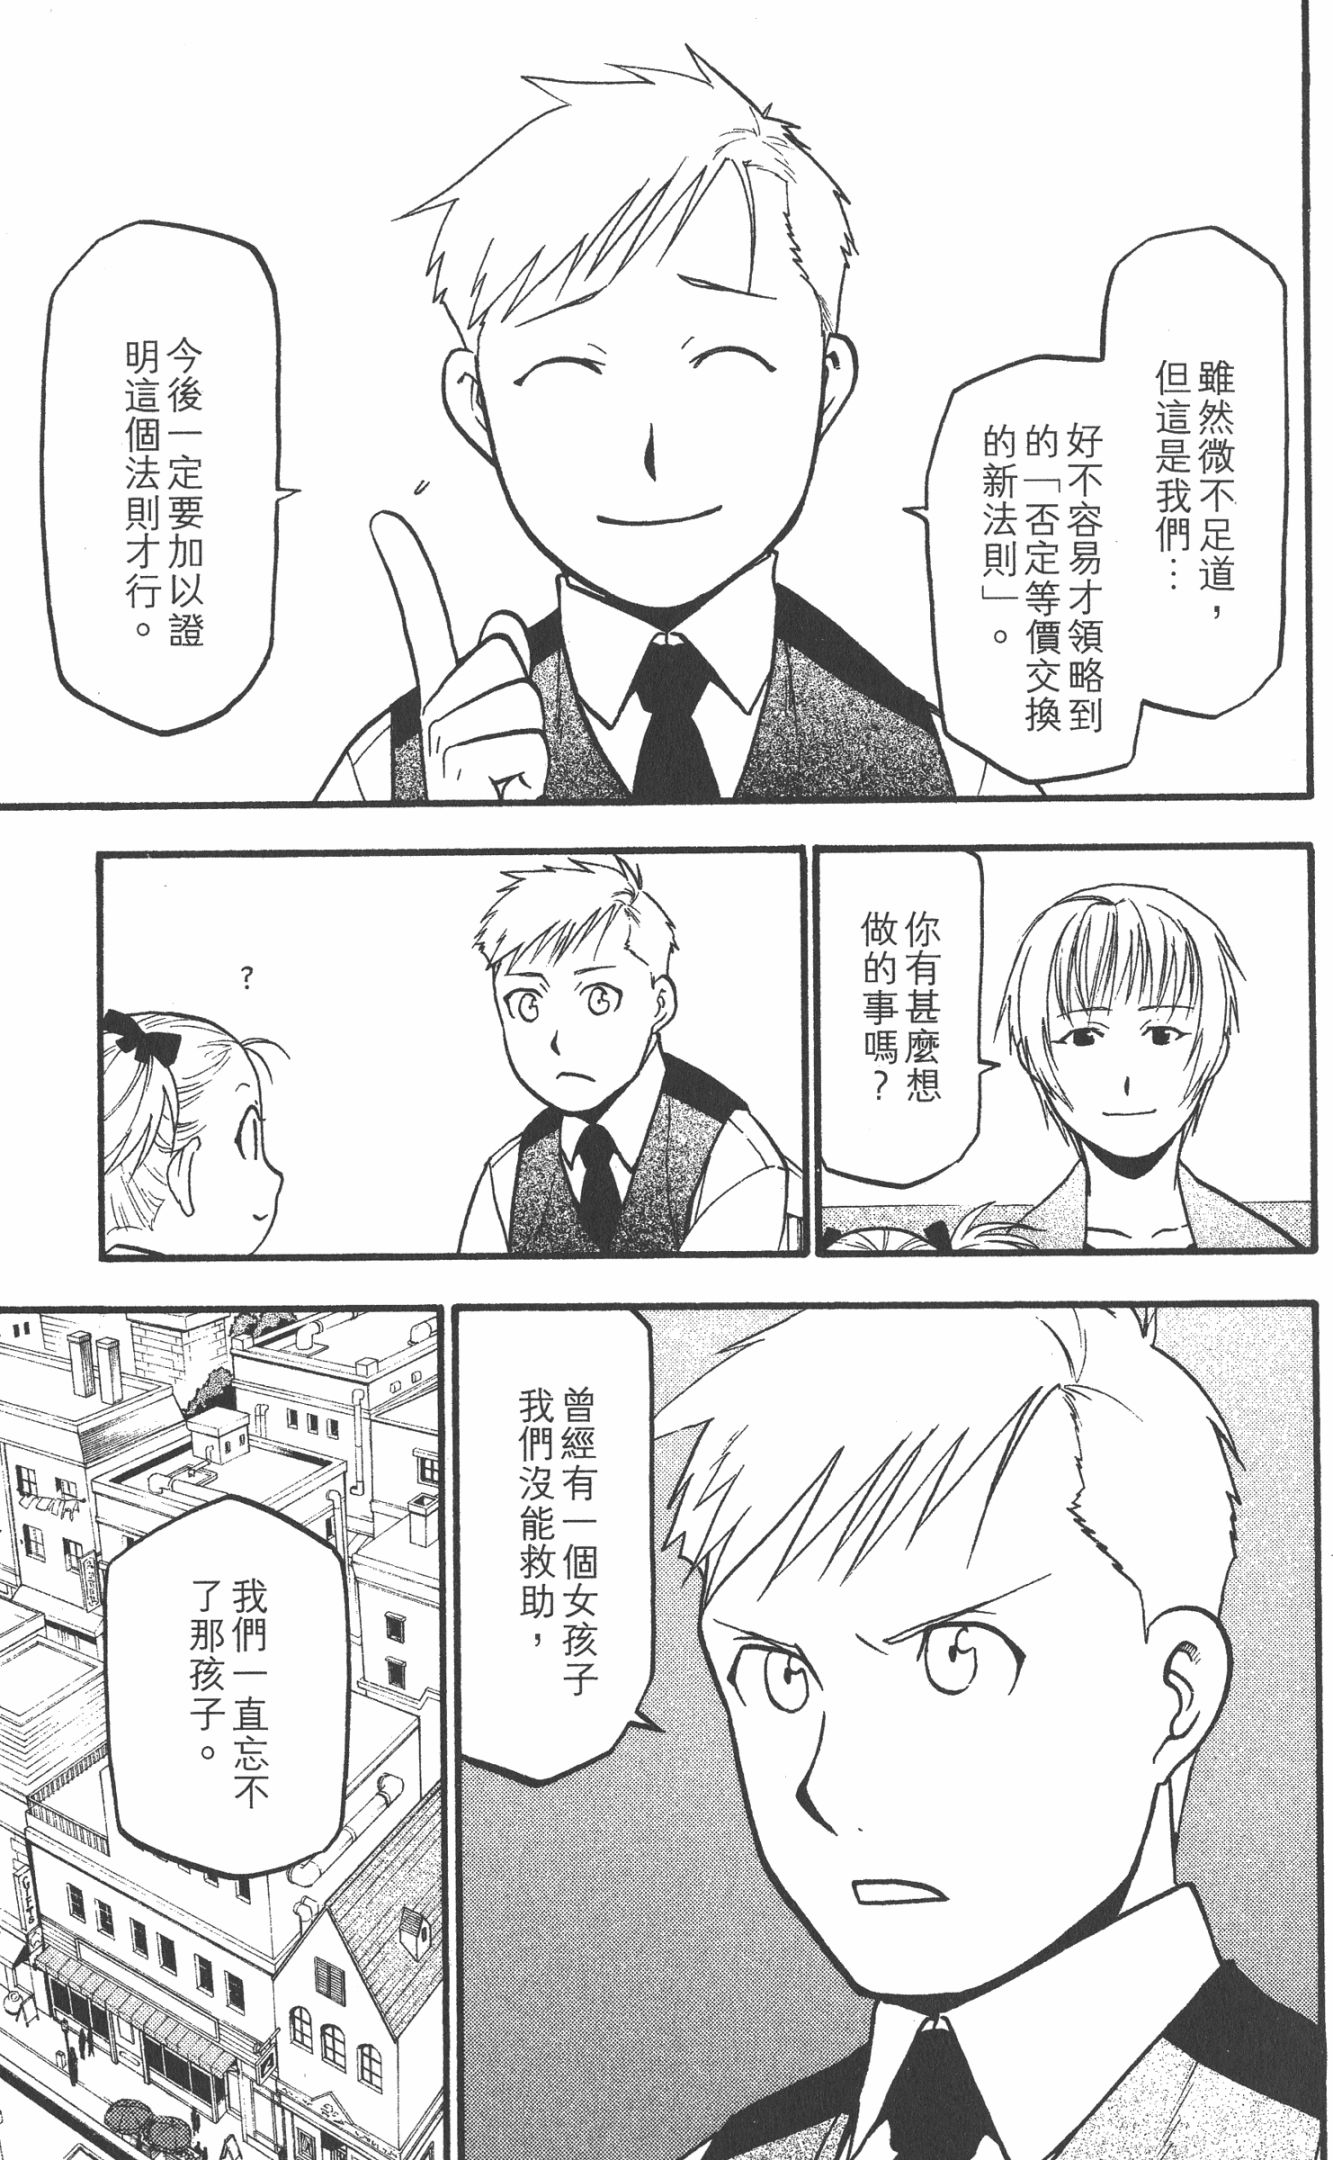 雖然微不足道，
但這是我們…
好不容易才領略到
的「否定等價交換
的新法則」。
今後一定要加以證
明這個法則才行。
你有甚麼想
做的事嗎？
？
曾經有一個女孩子
我們沒能救助，
我們一直忘不
了那孩子。